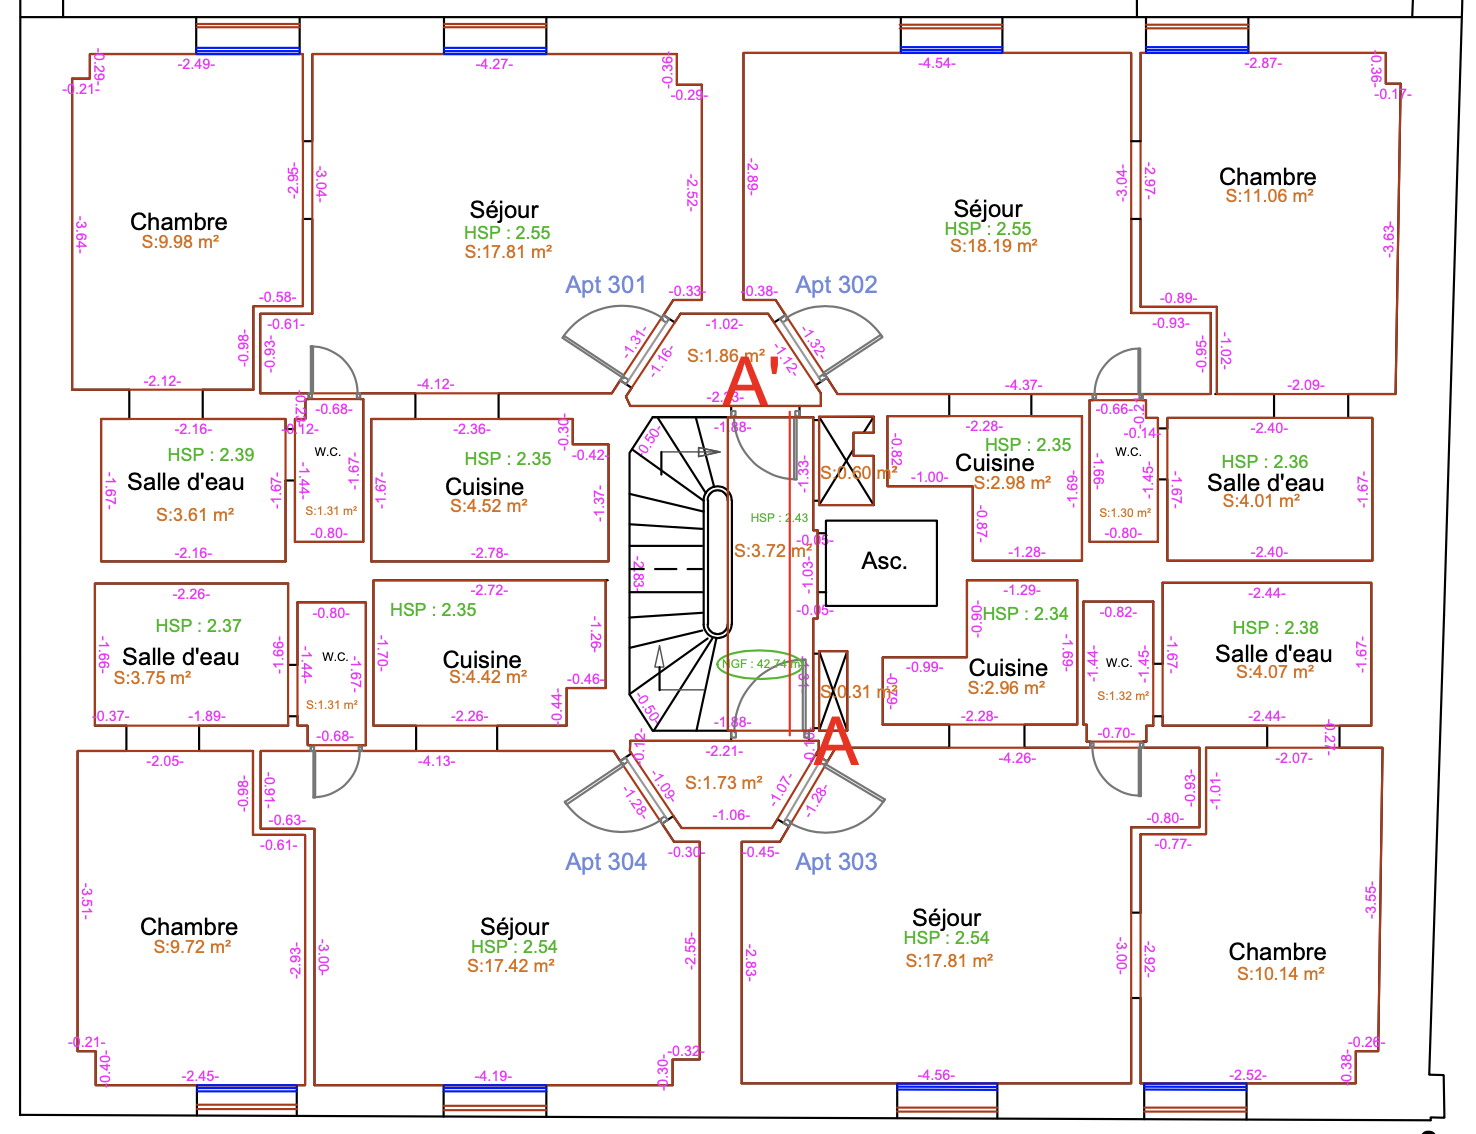 -2.49-
-4.27-
-4.54-
-2.87-
-0.29-
-0.21-
-0.36-
-0.29-
-0.36-
-0.17-
-2.95-
-3.04-
-2.52-
-2.89-
-3.04-
-2.97-
-3.64-
-3.63-
Chambre
S:9.98 m²
Séjour
HSP : 2.55
S:17.81 m²
Séjour
HSP : 2.55
S:18.19 m²
Chambre
S:11.06 m²
Apt 301
Apt 302
-0.58-
-0.61-
-0.33-
-0.38-
-0.89-
-0.93-
-0.98-
-0.93-
-1.31-
-1.16-
-1.02-
S:1.86 m²
-1.12-
-1.32-
-0.95-
-1.02-
A'
-2.12-
-4.12-
-4.37-
-2.09-
-0.68-
-0.66-
-0.12-
-0.14-
-2.16-
-2.36-
-0.30-
-0.42-
-1.88-
-2.28-
-2.40-
HSP : 2.39
Salle d'eau
S:3.61 m²
-1.67-
-1.67-
-2.16-
W.C.
-1.44-
-1.67-
S:1.31 m²
-0.80-
HSP : 2.35
Cuisine
S:4.52 m²
-1.67-
-1.37-
-2.78-
-0.50-
-1.33-
S:0.60 m²
-0.82-
-1.00-
-0.87-
HSP : 2.35
Cuisine
S:2.98 m²
-1.69-
-1.28-
W.C.
-1.66-
-1.45-
S:1.30 m²
-0.80-
HSP : 2.36
Salle d'eau
S:4.01 m²
-1.67-
-1.67-
-2.40-
HSP : 2.43
S:3.72 m²
-0.05-
-1.03-
-0.05-
-2.83-
Asc.
-2.26-
HSP : 2.37
Salle d'eau
S:3.75 m²
-1.66-
-1.66-
-0.37-
-1.89-
-0.80-
W.C.
-1.44-
-1.67-
S:1.31 m²
-0.68-
-2.72-
HSP : 2.35
Cuisine
S:4.42 m²
-1.70-
-1.26-
-0.46-
-0.44-
-2.26-
-0.50-
NGF : 42.74 m
S:0.31 m²
-1.88-
-1.29-
HSP : 2.34
-0.90-
-0.99-
-0.79-
Cuisine
S:2.96 m²
-1.69-
-2.28-
-0.82-
W.C.
-1.44-
-1.45-
S:1.32 m²
-0.70-
-2.44-
HSP : 2.38
Salle d'eau
S:4.07 m²
-1.67-
-1.67-
-2.44-
-0.27-
A
-2.05-
-4.13-
-0.12-
-2.21-
-4.26-
-2.07-
-0.98-
-0.91-
-1.28-
-1.09-
S:1.73 m²
-1.07-
-1.28-
-0.93-
-1.01-
-0.63-
-0.61-
-1.06-
-0.80-
-0.77-
-0.30-
-0.45-
Apt 304
Apt 303
-3.51-
Chambre
S:9.72 m²
-2.93-
-3.00-
Séjour
HSP : 2.54
S:17.42 m²
-2.55-
-2.83-
Séjour
HSP : 2.54
S:17.81 m²
-3.00-
-2.92-
Chambre
S:10.14 m²
-3.55-
-0.21-
-0.40-
-0.32-
-0.30-
-0.26-
-0.38-
-2.45-
-4.19-
-4.56-
-2.52-